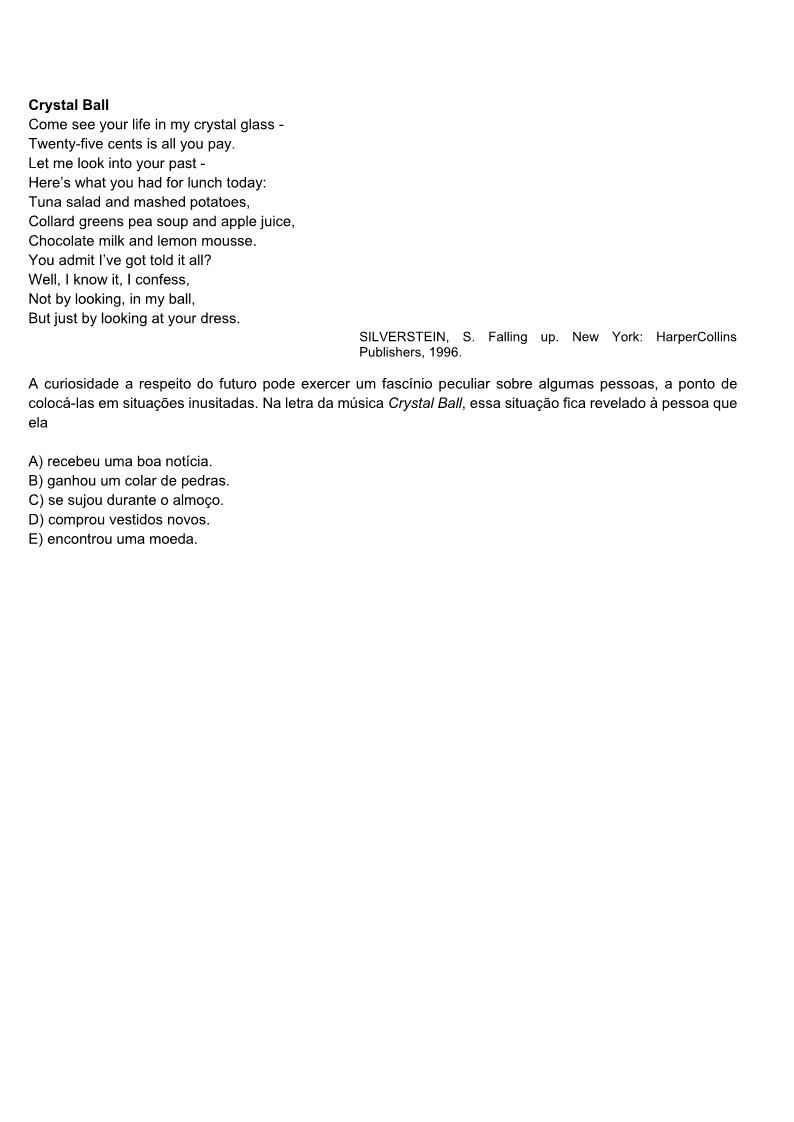 Crystal Ball
Come see your life in my crystal glass -
Twenty-five cents is all you pay.
Let me look into your past -
Here’s what you had for lunch today:
Tuna salad and mashed potatoes,
Collard greens pea soup and apple juice,
Chocolate milk and lemon mousse.
You admit I’ve got told it all?
Well, I know it, I confess,
Not by looking, in my ball,
But just by looking at your dress.
SILVERSTEIN, S. Falling up. New York: HarperCollins
Publishers, 1996.
A curiosidade a respeito do futuro pode exercer um fascínio peculiar sobre algumas pessoas, a ponto de
colocá-las em situações inusitadas. Na letra da música Crystal Ball, essa situação fica revelado à pessoa que
ela
A) recebeu uma boa notícia.
B) ganhou um colar de pedras.
C) se sujou durante o almoço.
D) comprou vestidos novos.
E) encontrou uma moeda.